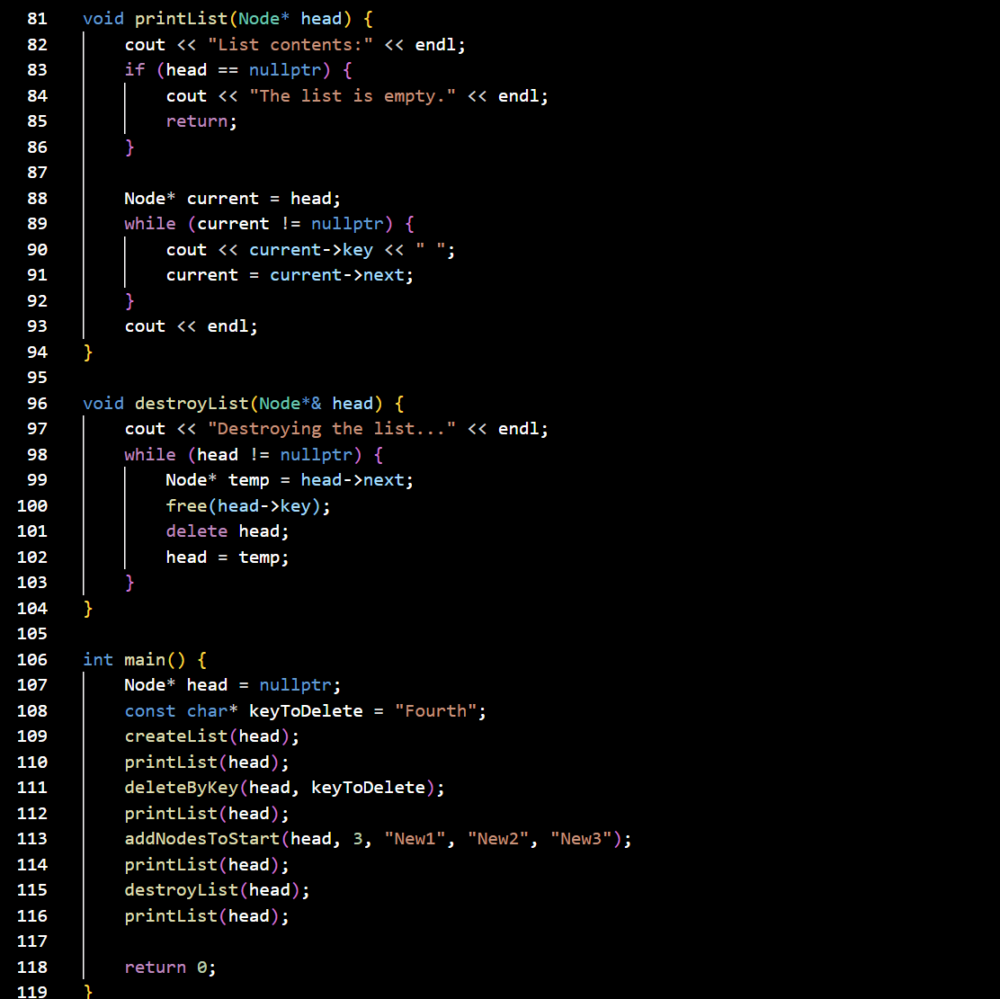 81 void printList(Node* head) {
82 cout << "List contents:" << endl;
83 if (head == nullptr) {
84 cout << "The list is empty." << endl;
85 return;
86 }
87
88 Node* current = head;
89 while (current != nullptr) {
90 cout << current->key << " ";
91 current = current->next;
92 }
93 cout << endl;
94 }
95
96 void destroyList(Node*& head) {
97 cout << "Destroying the list..." << endl;
98 while (head != nullptr) {
99 Node* temp = head->next;
100 free(head->key);
101 delete head;
102 head = temp;
103 }
104 }
105
106 int main() {
107 Node* head = nullptr;
108 const char* keyToDelete = "Fourth";
109 createList(head);
110 printList(head);
111 deleteByKey(head, keyToDelete);
112 printList(head);
113 addNodesToStart(head, 3, "New1", "New2", "New3");
114 printList(head);
115 destroyList(head);
116 printList(head);
117
118 return 0;
119 }